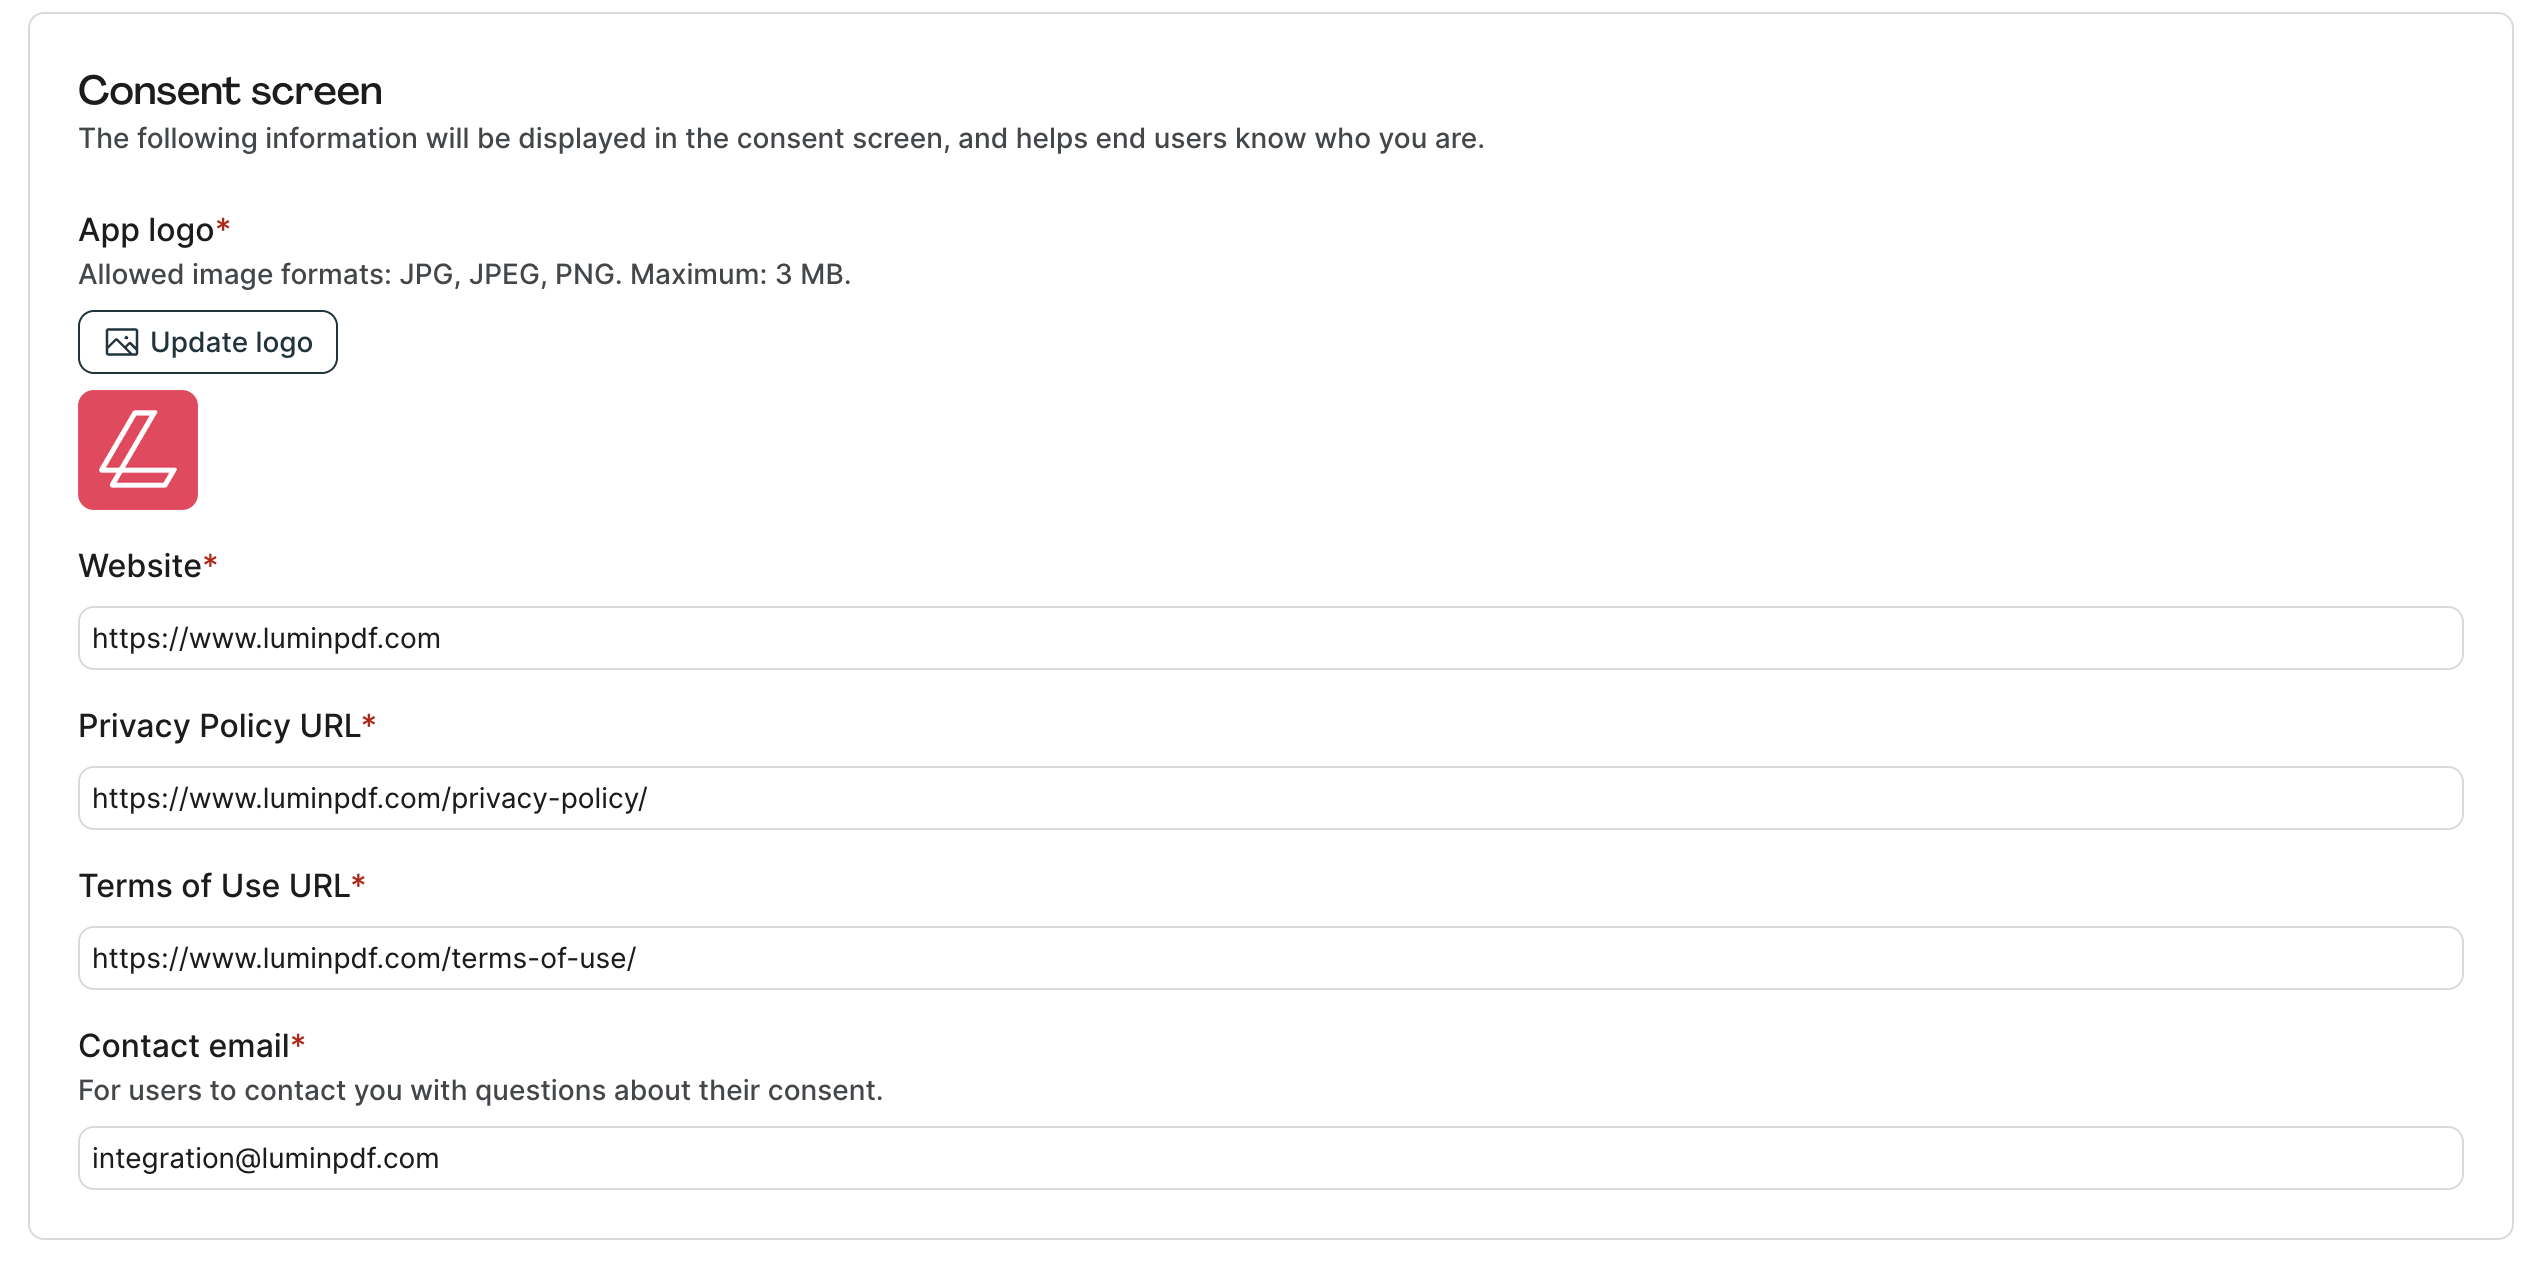 Consent screen
The following information will be displayed in the consent screen, and helps end users know who you are.
App logo*
Allowed image formats: JPG, JPEG, PNG. Maximum: 3 MB.
Update logo
Website*
https://www.luminpdf.com
Privacy Policy URL*
https://www.luminpdf.com/privacy-policy/
Terms of Use URL*
https://www.luminpdf.com/terms-of-use/
Contact email*
For users to contact you with questions about their consent.
integration@luminpdf.com